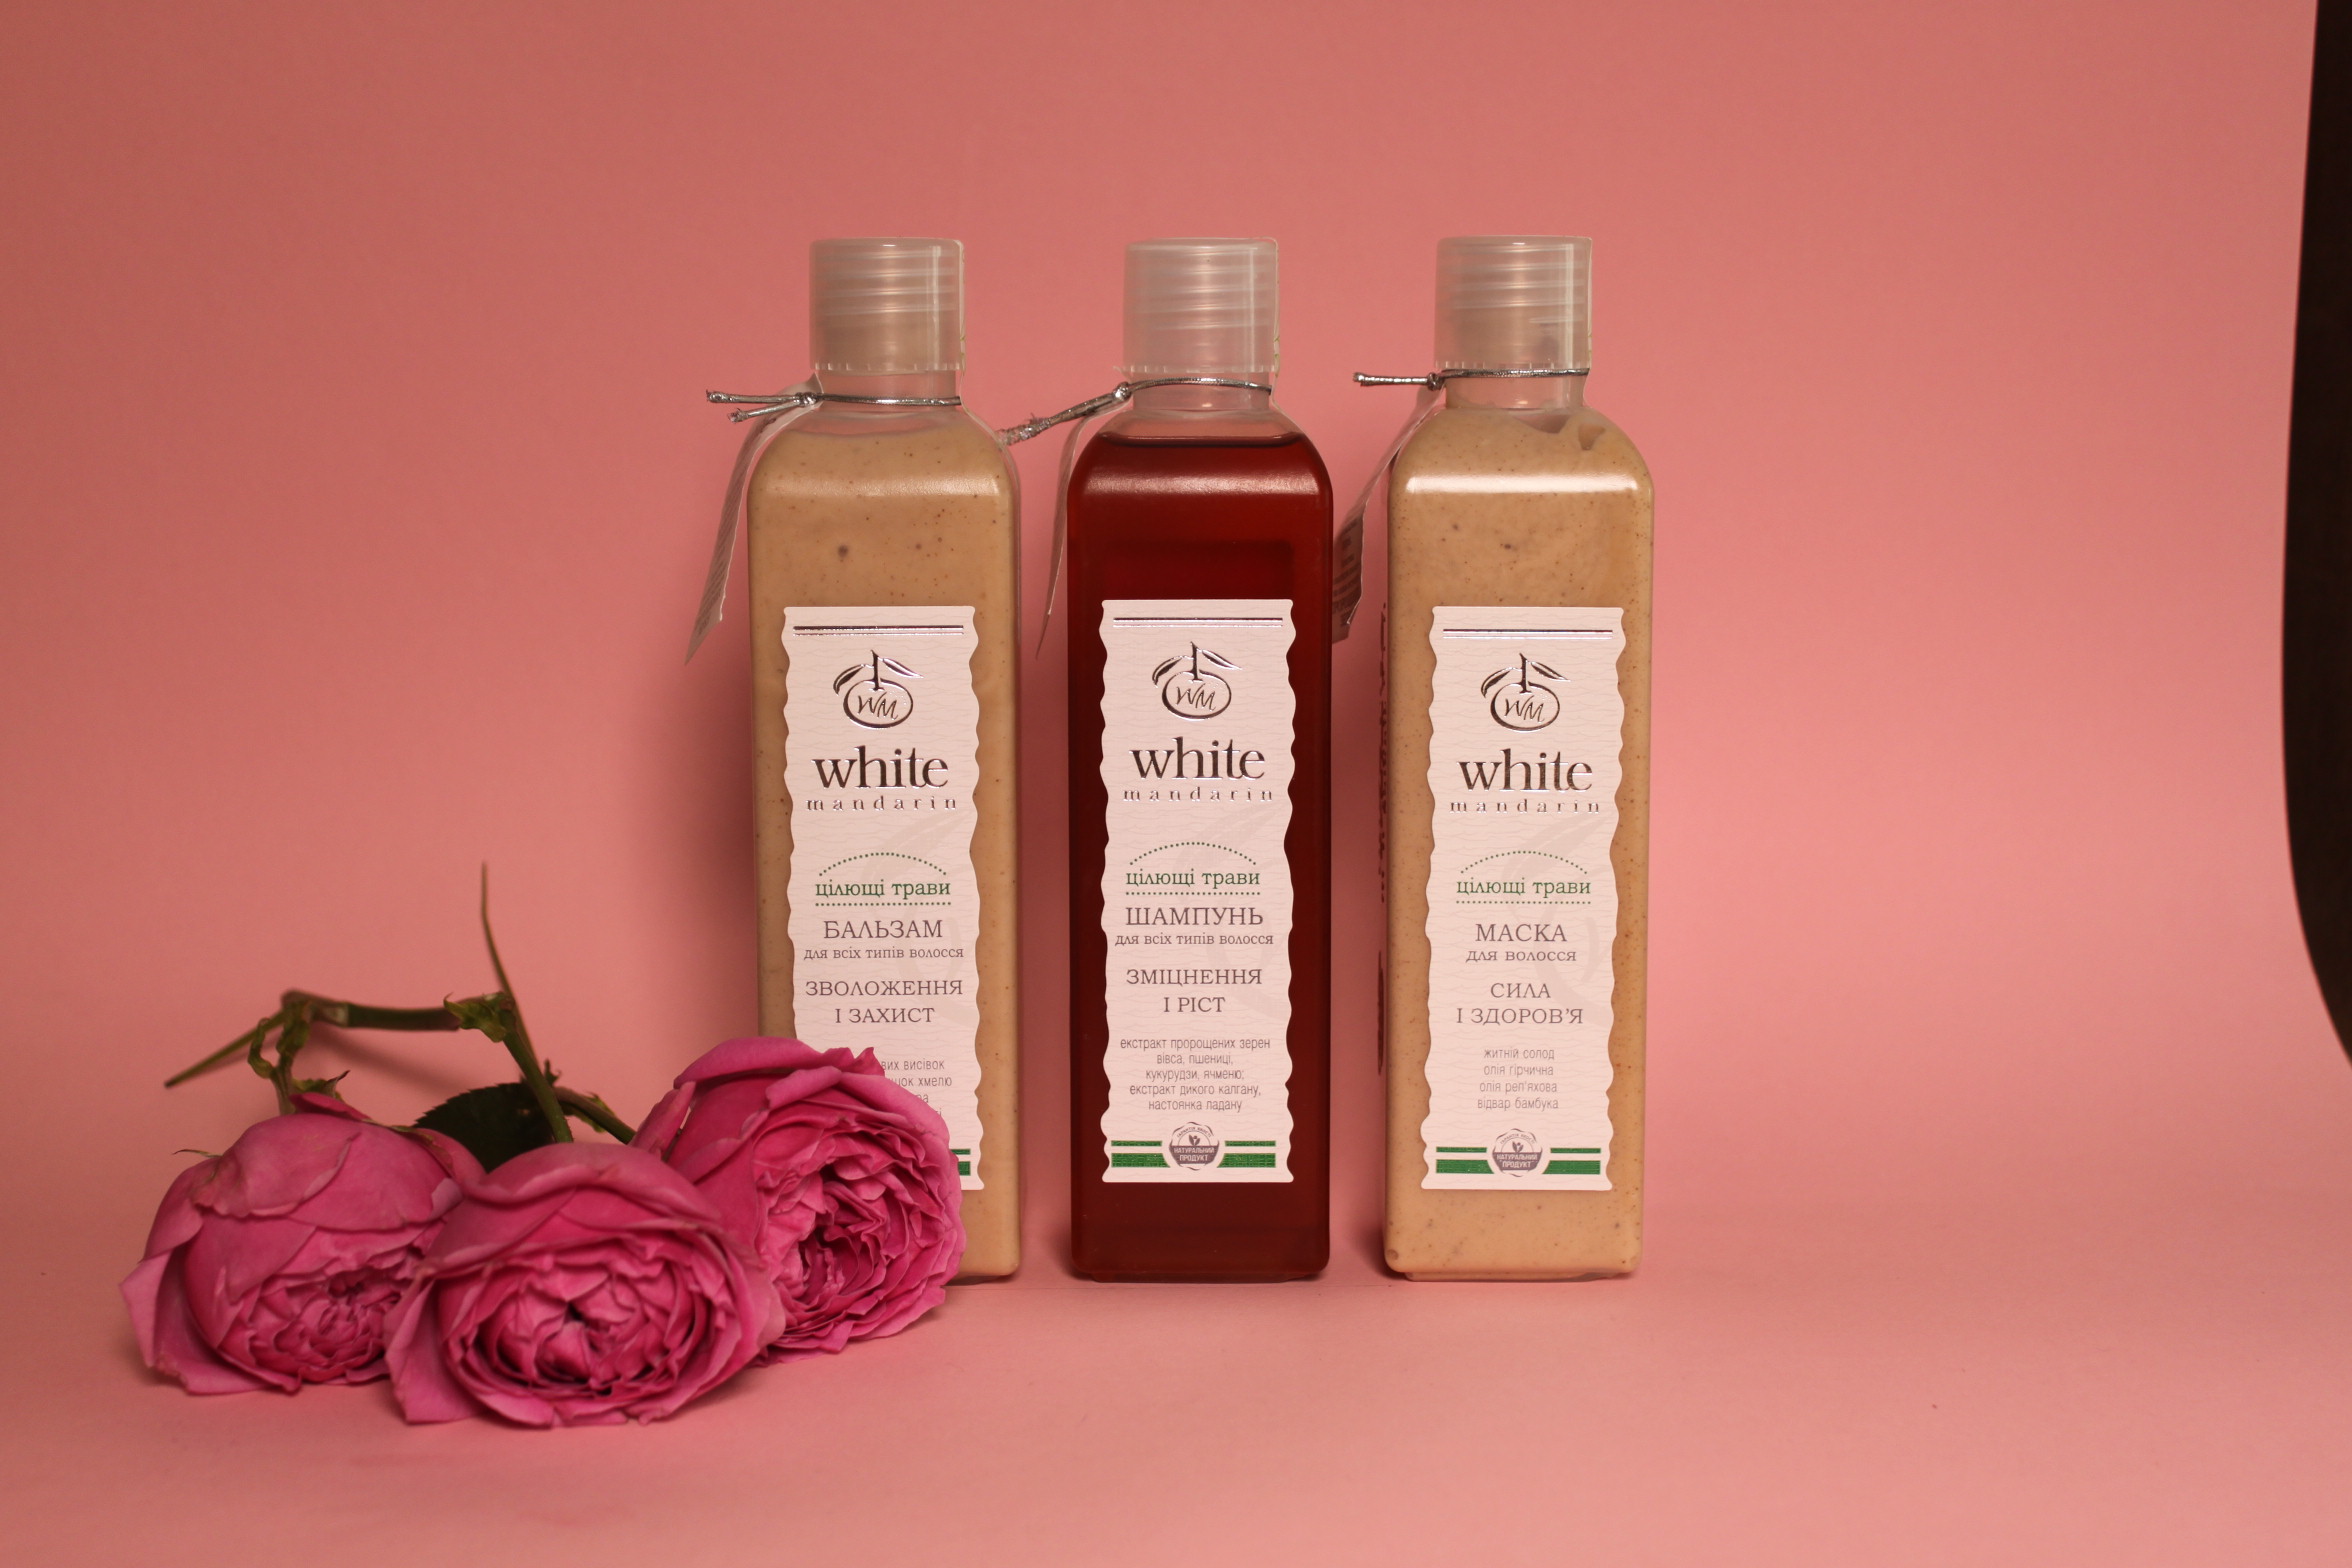 WM
white
mandarin
цілющі трави
БАЛЬЗАМ
для всіх типів волосся
ЗВОЛОЖЕННЯ
І ЗАХИСТ
висівок
хмелю
WM
white
mandarin
цілющі трави
ШАМПУНЬ
для всіх типів волосся
ЗМІЦНЕННЯ
І РІСТ
екстракт пророщених зерен
вівса, пшениці,
кукурудзи, ячменю;
екстракт дикого калгану,
настоянка ладану
НАТУРАЛЬНИЙ
ПРОДУКТ
WM
white
mandarin
цілющі трави
МАСКА
для волосся
СИЛА
І ЗДОРОВ'Я
житній солод
олія гірчична
олія реп'яхова
відвар бамбука
НАТУРАЛЬНИЙ
ПРОДУКТ